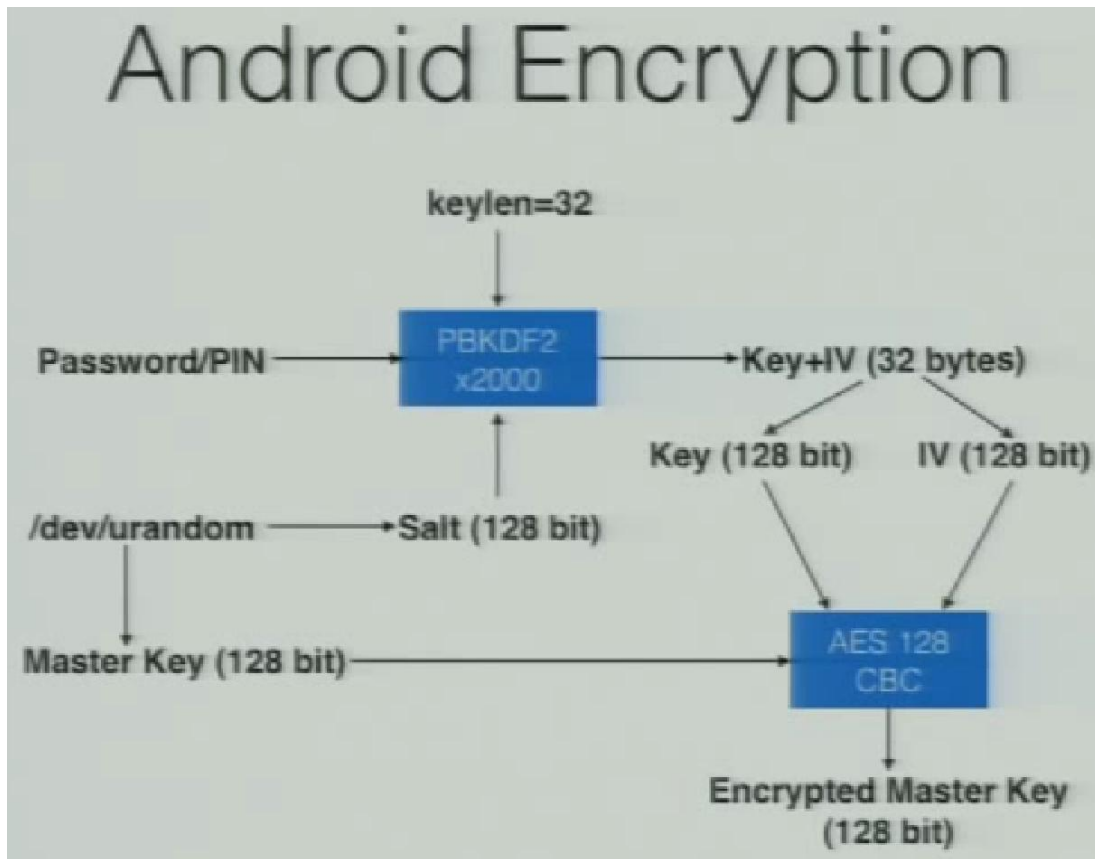 Android Encryption
keylen=32
PBKDF2
x2000
Password/PIN
Key+IV (32 bytes)
Key (128 bit)
IV (128 bit)
/dev/urandom
Salt (128 bit)
Master Key (128 bit)
AES 128
CBC
Encrypted Master Key
(128 bit)